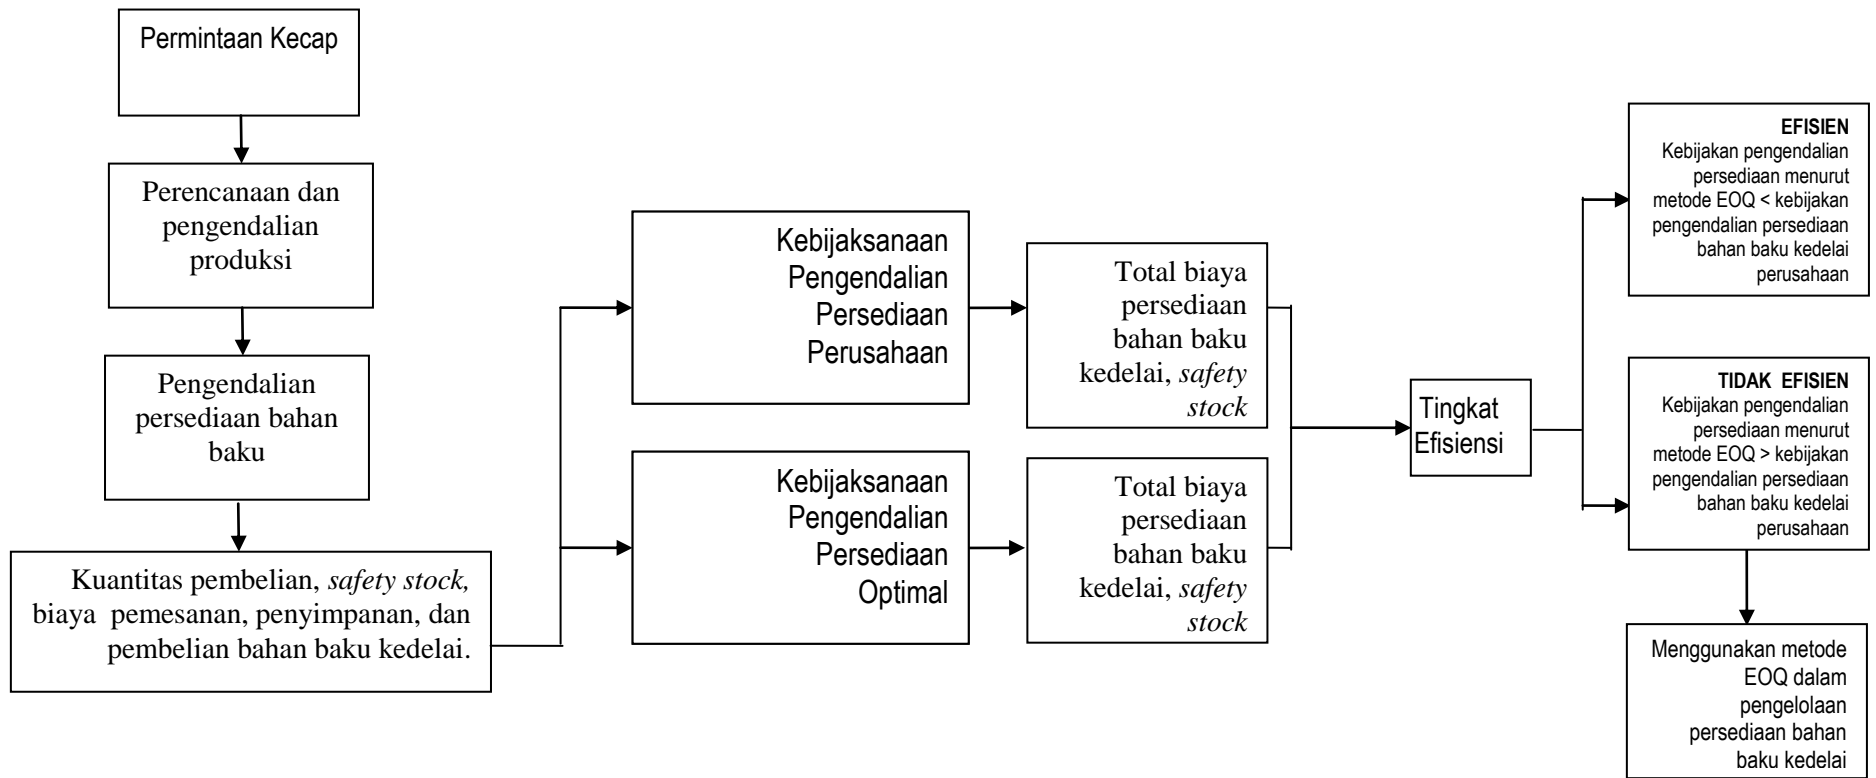 Permintaan Kecap
Perencanaan dan
pengendalian
produksi
Pengendalian
persediaan bahan
baku
Kuantitas pembelian, safety stock,
biaya pemesanan, penyimpanan, dan
pembelian bahan baku kedelai.
Kebijaksanaan
Pengendalian
Persediaan
Perusahaan
Kebijaksanaan
Pengendalian
Persediaan
Optimal
Total biaya
persediaan
bahan baku
kedelai, safety
stock
Total biaya
persediaan
bahan baku
kedelai, safety
stock
Tingkat
Efisiensi
EFISIEN
Kebijakan pengendalian
persediaan menurut
metode EOQ < kebijakan
pengendalian persediaan
bahan baku kedelai
perusahaan
TIDAK EFISIEN
Kebijakan pengendalian
persediaan menurut
metode EOQ > kebijakan
pengendalian persediaan
bahan baku kedelai
perusahaan
Menggunakan metode
EOQ dalam
pengelolaan
persediaan bahan
baku kedelai